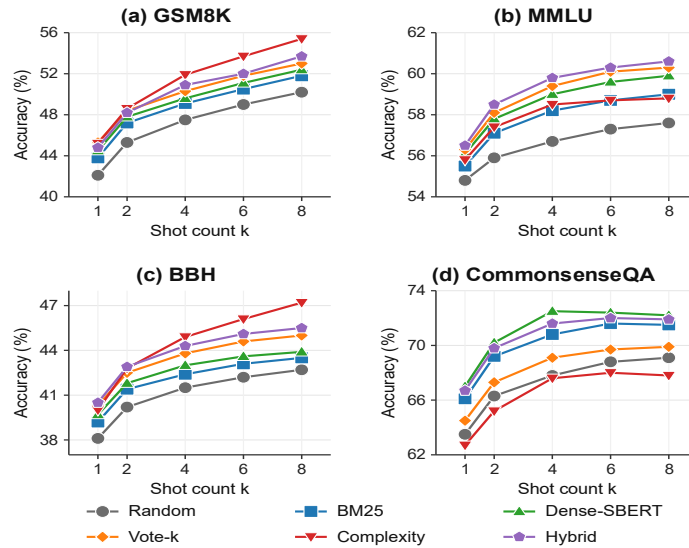 (a) GSM8K
Accuracy (%)
56
52
48
44
40
1 2 4 6 8
Shot count k
(b) MMLU
Accuracy (%)
62
60
58
56
54
1 2 4 6 8
Shot count k
(c) BBH
Accuracy (%)
47
44
41
38
1 2 4 6 8
Shot count k
(d) CommonsenseQA
Accuracy (%)
74
70
66
62
1 2 4 6 8
Shot count k
Random BM25 Dense-SBERT
Vote-k Complexity Hybrid